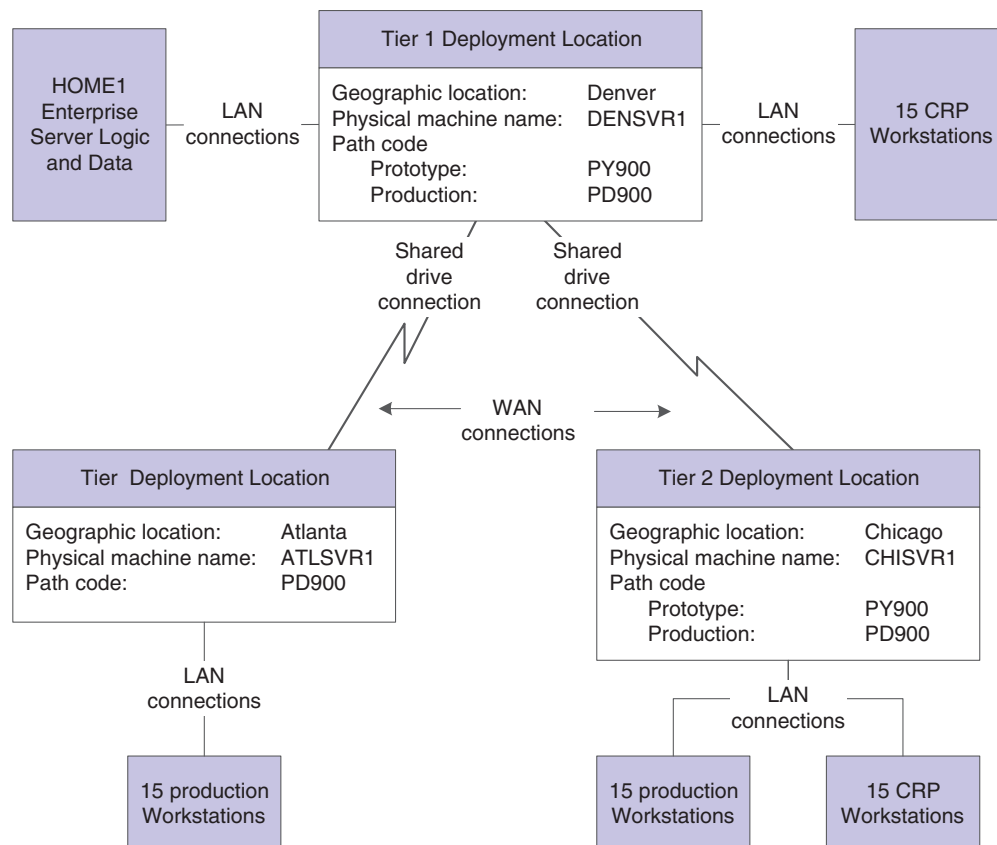 HOME1
Enterprise
Server Logic
and Data
LAN
connections
Tier 1 Deployment Location
Geographic location: Denver
Physical machine name: DENSVR1
Path code
Prototype: PY900
Production: PD900
LAN
connections
15 CRP
Workstations
Shared
drive
connection
Shared
drive
connection
WAN
connections
Tier  Deployment Location
Geographic location: Atlanta
Physical machine name: ATLSVR1
Path code: PD900
LAN
connections
15 production
Workstations
Tier 2 Deployment Location
Geographic location: Chicago
Physical machine name: CHISVR1
Path code
Prototype: PY900
Production: PD900
LAN
connections
15 production
Workstations
15 CRP
Workstations